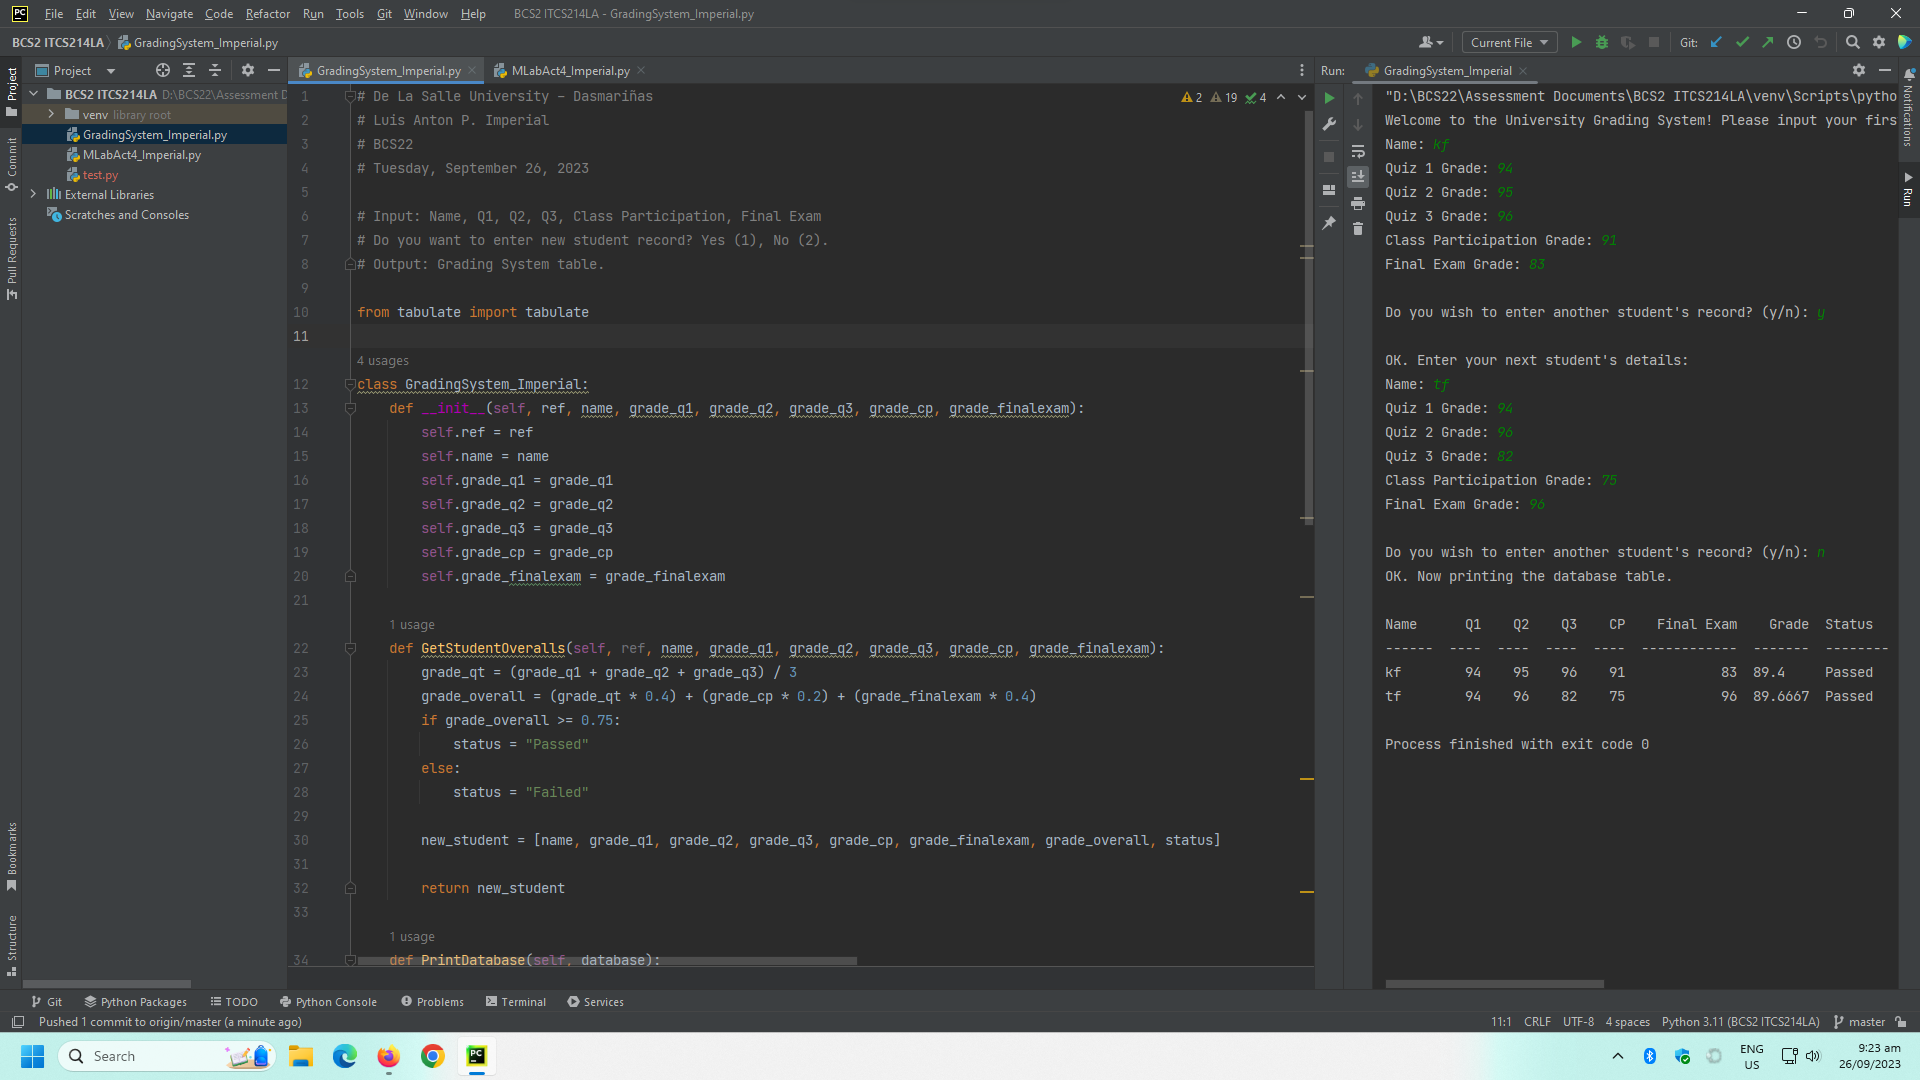 File Edit View Navigate Code Refactor Run Tools Git Window Help BCS2 ITCS214LA - GradingSystem_Imperial.py
BCS2 ITCS214LA GradingSystem_Imperial.py Current File Git:
Project
BCS2 ITCS214LA D:\BCS22\Assessment D
venv library root
GradingSystem_Imperial.py
MLabAct4_Imperial.py
test.py
External Libraries
Scratches and Consoles
Project
Commit
Pull Requests
Bookmarks
Structure
GradingSystem_Imperial.py MLabAct4_Imperial.py
2 19 4
1 # De La Salle University - Dasmariñas
2 # Luis Anton P. Imperial
3 # BCS22
4 # Tuesday, September 26, 2023
5
6 # Input: Name, Q1, Q2, Q3, Class Participation, Final Exam
7 # Do you want to enter new student record? Yes (1), No (2).
8 # Output: Grading System table.
9
10 from tabulate import tabulate
11
4 usages
12 class GradingSystem_Imperial:
13 def __init__(self, ref, name, grade_q1, grade_q2, grade_q3, grade_cp, grade_finalexam):
14 self.ref = ref
15 self.name = name
16 self.grade_q1 = grade_q1
17 self.grade_q2 = grade_q2
18 self.grade_q3 = grade_q3
19 self.grade_cp = grade_cp
20 self.grade_finalexam = grade_finalexam
21
1 usage
22 def GetStudentOveralls(self, ref, name, grade_q1, grade_q2, grade_q3, grade_cp, grade_finalexam):
23 grade_qt = (grade_q1 + grade_q2 + grade_q3) / 3
24 grade_overall = (grade_qt * 0.4) + (grade_cp * 0.2) + (grade_finalexam * 0.4)
25 if grade_overall >= 0.75:
26 status = "Passed"
27 else:
28 status = "Failed"
29
30 new_student = [name, grade_q1, grade_q2, grade_q3, grade_cp, grade_finalexam, grade_overall, status]
31
32 return new_student
33
1 usage
34 def PrintDatabase(self, database):
Run: GradingSystem_Imperial
"D:\BCS22\Assessment Documents\BCS2 ITCS214LA\venv\Scripts\pytho
Welcome to the University Grading System! Please input your firs
Name: kf
Quiz 1 Grade: 94
Quiz 2 Grade: 95
Quiz 3 Grade: 96
Class Participation Grade: 91
Final Exam Grade: 83
Do you wish to enter another student's record? (y/n): y
OK. Enter your next student's details:
Name: tf
Quiz 1 Grade: 94
Quiz 2 Grade: 96
Quiz 3 Grade: 82
Class Participation Grade: 75
Final Exam Grade: 96
Do you wish to enter another student's record? (y/n): n
OK. Now printing the database table.
Name Q1 Q2 Q3 CP Final Exam Grade Status
------ ---- ---- ---- ---- ------------ ------- --------
kf 94 95 96 91 83 89.4 Passed
tf 94 96 82 75 96 89.6667 Passed
Process finished with exit code 0
Notifications
Run
Git Python Packages TODO Python Console Problems Terminal Services
Pushed 1 commit to origin/master (a minute ago) 11:1 CRLF UTF-8 4 spaces Python 3.11 (BCS2 ITCS214LA) master
Search
ENG
US
9:23 am
26/09/2023
PC
PC